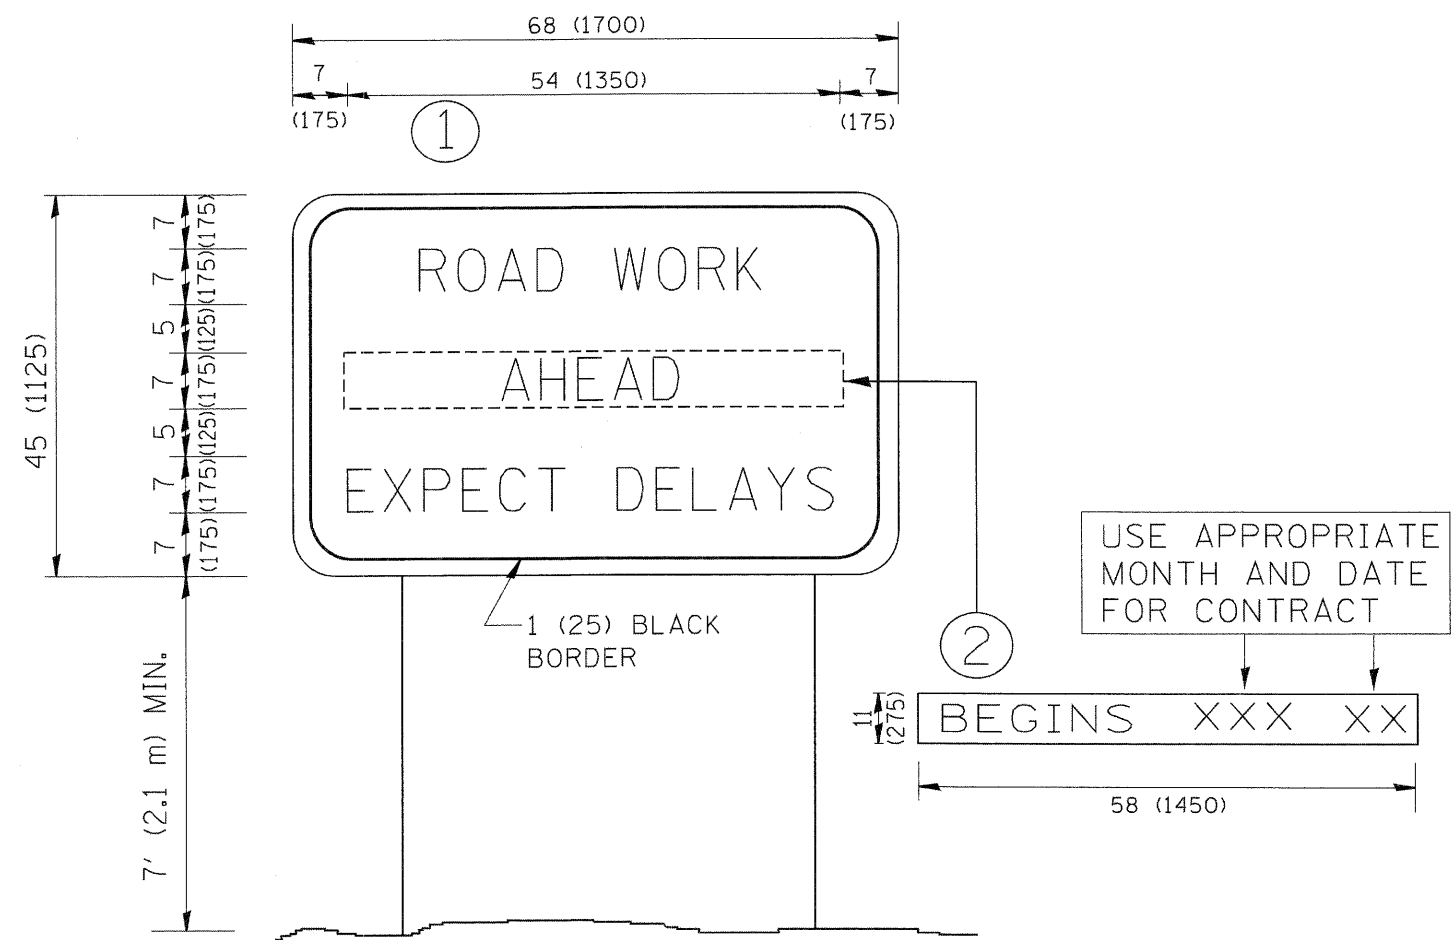 68 (1700)
7
54 (1350)
7
(175)
(175)
1
7
(175)
7
(175)
5
(125)
7
(175)
5
(125)
7
(175)
7
(175)
45 (1125)
7' (2.1 m) MIN.
ROAD WORK
AHEAD
EXPECT DELAYS
1 (25) BLACK
BORDER
2
USE APPROPRIATE
MONTH AND DATE
FOR CONTRACT
11
(275)
BEGINS XXX XX
58 (1450)